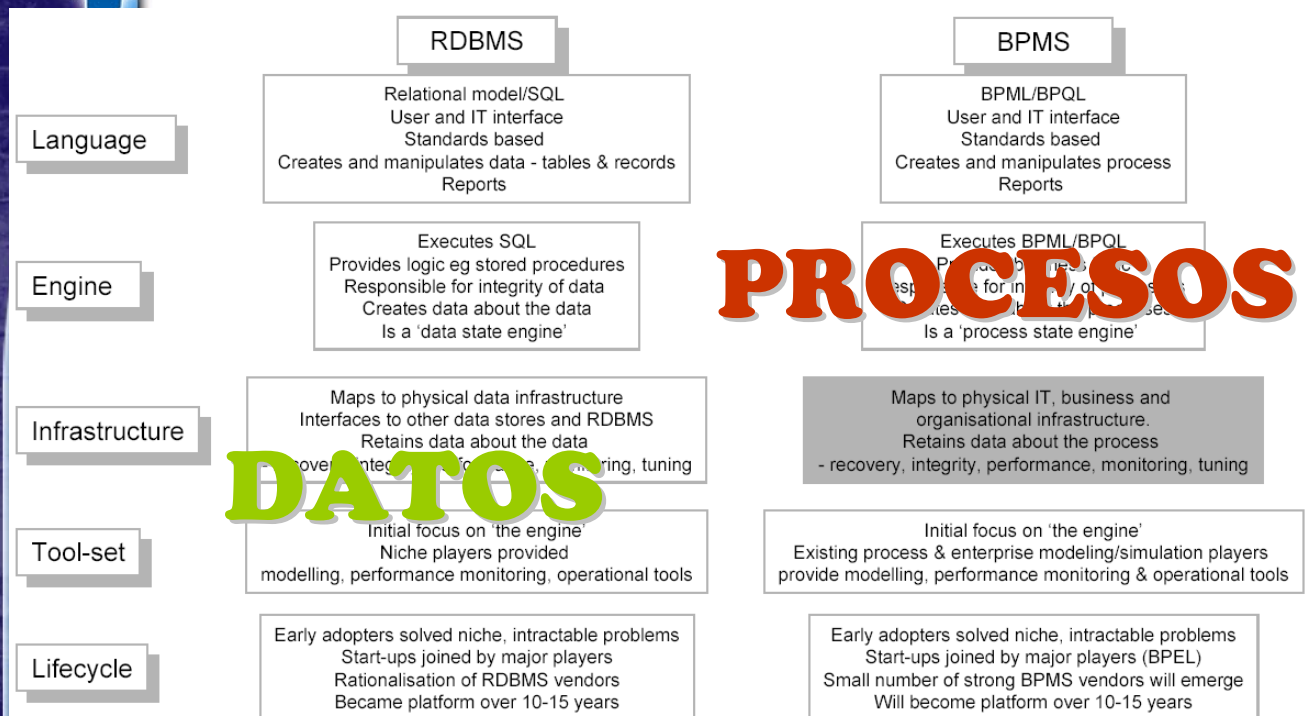 RDBMS
BPMS
Language
Relational model/SQL
User and IT interface
Standards based
Creates and manipulates data - tables & records
Reports
BPML/BPQL
User and IT interface
Standards based
Creates and manipulates process
Reports
Engine
Executes SQL
Provides logic eg stored procedures
Responsible for integrity of data
Creates data about the data
Is a ‘data state engine’
Executes BPML/BPQL
for
Is a ‘process state engine’
PROCESOS
Infrastructure
Maps to physical data infrastructure
Interfaces to other data stores and RDBMS
Retains data about the data
tuning
Maps to physical IT, business and
organisational infrastructure.
Retains data about the process
- recovery, integrity, performance, monitoring, tuning
DATOS
Tool-set
Initial focus on ‘the engine’
Niche players provided
modelling, performance monitoring, operational tools
Initial focus on ‘the engine’
Existing process & enterprise modeling/simulation players
provide modelling, performance monitoring & operational tools
Lifecycle
Early adopters solved niche, intractable problems
Start-ups joined by major players
Rationalisation of RDBMS vendors
Became platform over 10-15 years
Early adopters solved niche, intractable problems
Start-ups joined by major players (BPEL)
Small number of strong BPMS vendors will emerge
Will become platform over 10-15 years